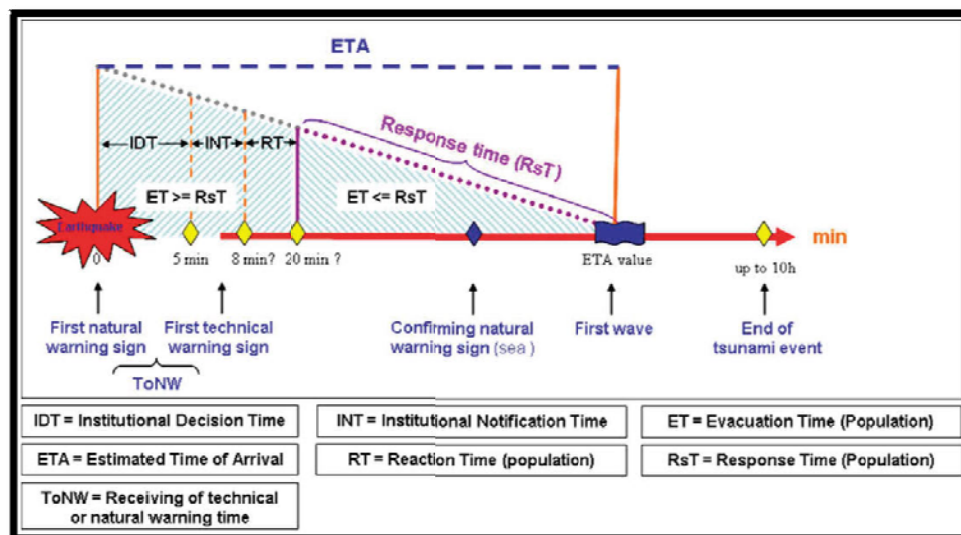 ETA
IDT INT RT
Response time (RsT)
ET >= RsT ET <= RsT
Earthquake
min
0 5 min 8 min? 20 min ? ETA value up to 10h
First natural warning sign
First technical warning sign
Confirming natural warning sign (sea )
First wave
End of tsunami event
ToNW
IDT = Institutional Decision Time
INT = Institutional Notification Time
ET = Evacuation Time (Population)
ETA = Estimated Time of Arrival
RT = Reaction Time (population)
RsT = Response Time (Population)
ToNW = Receiving of technical
or natural warning time